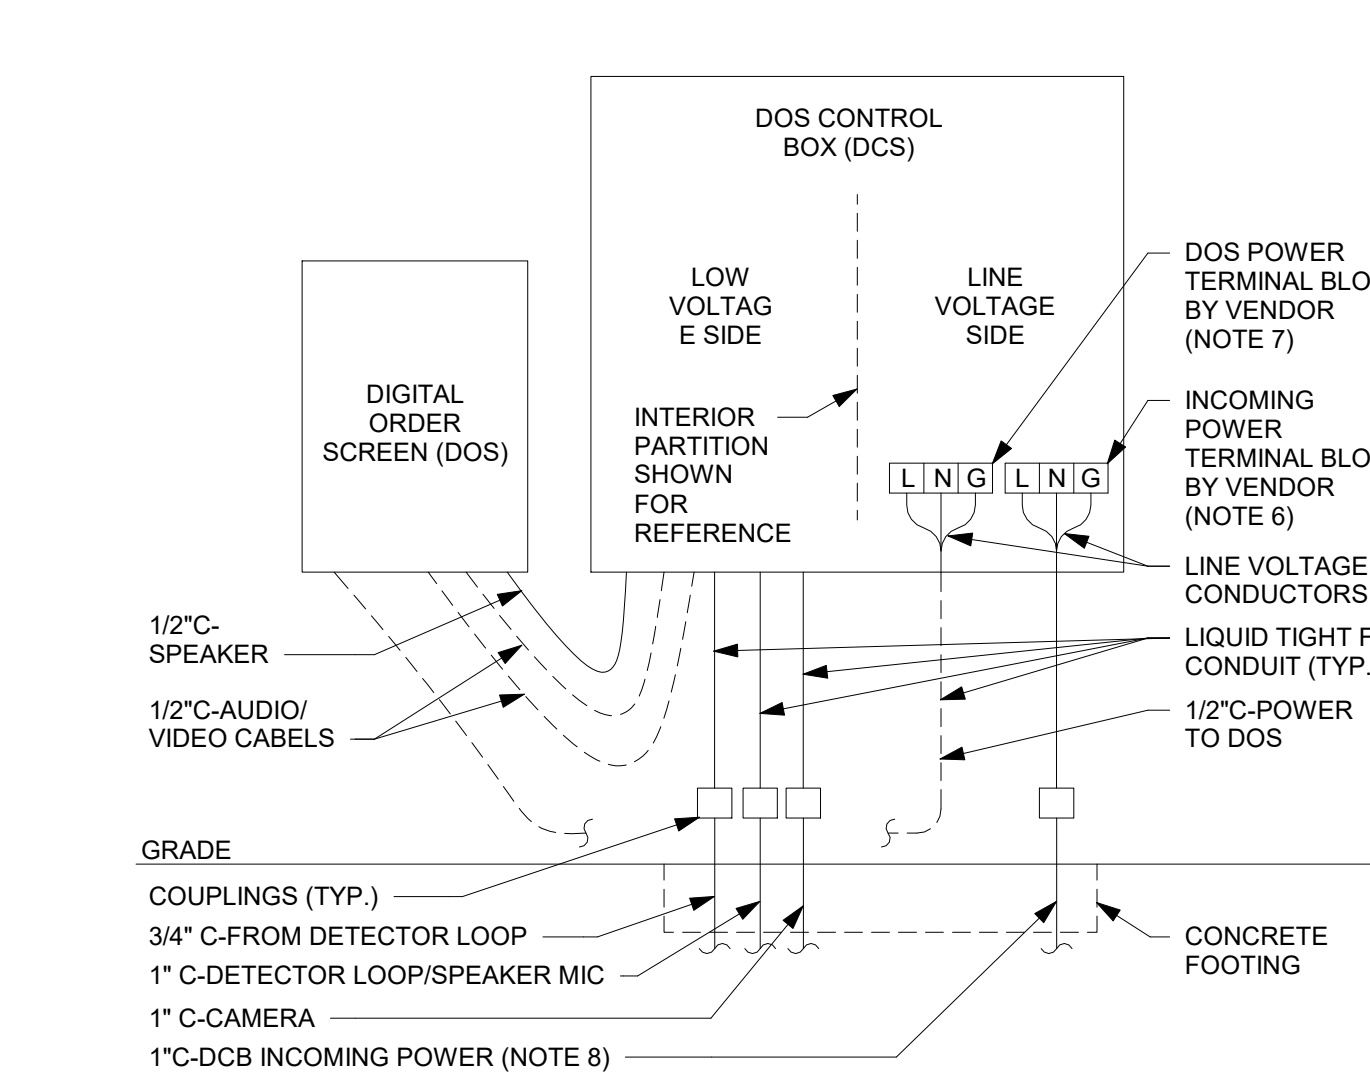 DOS CONTROL
BOX (DCS)
LOW
VOLTAG
E SIDE
LINE
VOLTAGE
SIDE
DOS POWER
TERMINAL BLO
BY VENDOR
(NOTE 7)
DIGITAL
ORDER
SCREEN (DOS)
INTERIOR
PARTITION
SHOWN
FOR
REFERENCE
INCOMING
POWER
TERMINAL BLO
BY VENDOR
(NOTE 6)
L N G
L N G
LINE VOLTAGE
CONDUCTORS
1/2"C-
SPEAKER
LIQUID TIGHT F
CONDUIT (TYP.
1/2"C-AUDIO/
VIDEO CABELS
1/2"C-POWER
TO DOS
GRADE
COUPLINGS (TYP.)
3/4" C-FROM DETECTOR LOOP
1" C-DETECTOR LOOP/SPEAKER MIC
1" C-CAMERA
1"C-DCB INCOMING POWER (NOTE 8)
CONCRETE
FOOTING